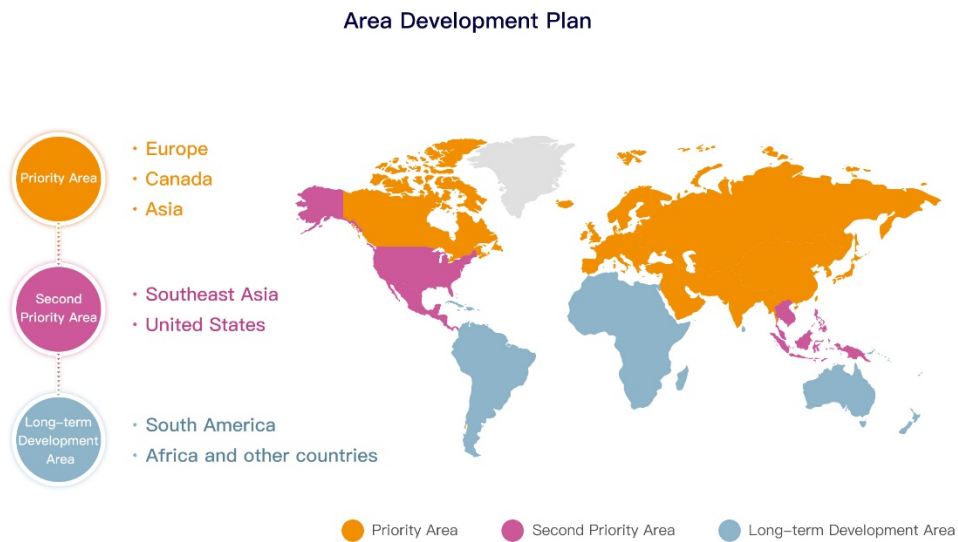 Area Development Plan
Priority Area
· Europe
· Canada
· Asia
Second
Priority Area
· Southeast Asia
· United States
Long-term
Development
Area
· South America
· Africa and other countries
Priority Area
Second Priority Area
Long-term Development Area